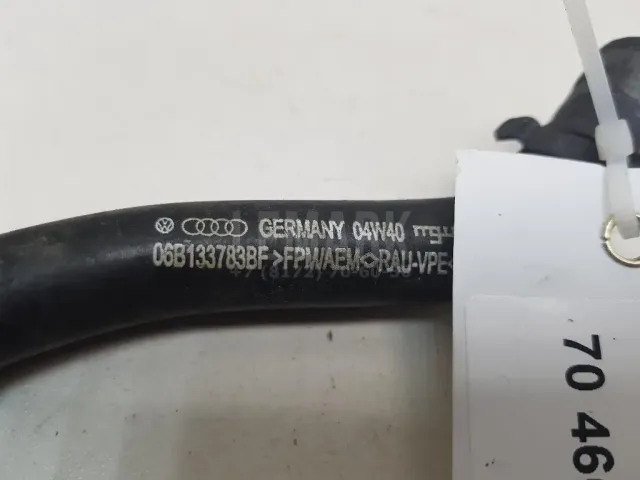 GERMANY 04W40
06B133783BF >FPM/AEM<>RAU-VPE<
70 46